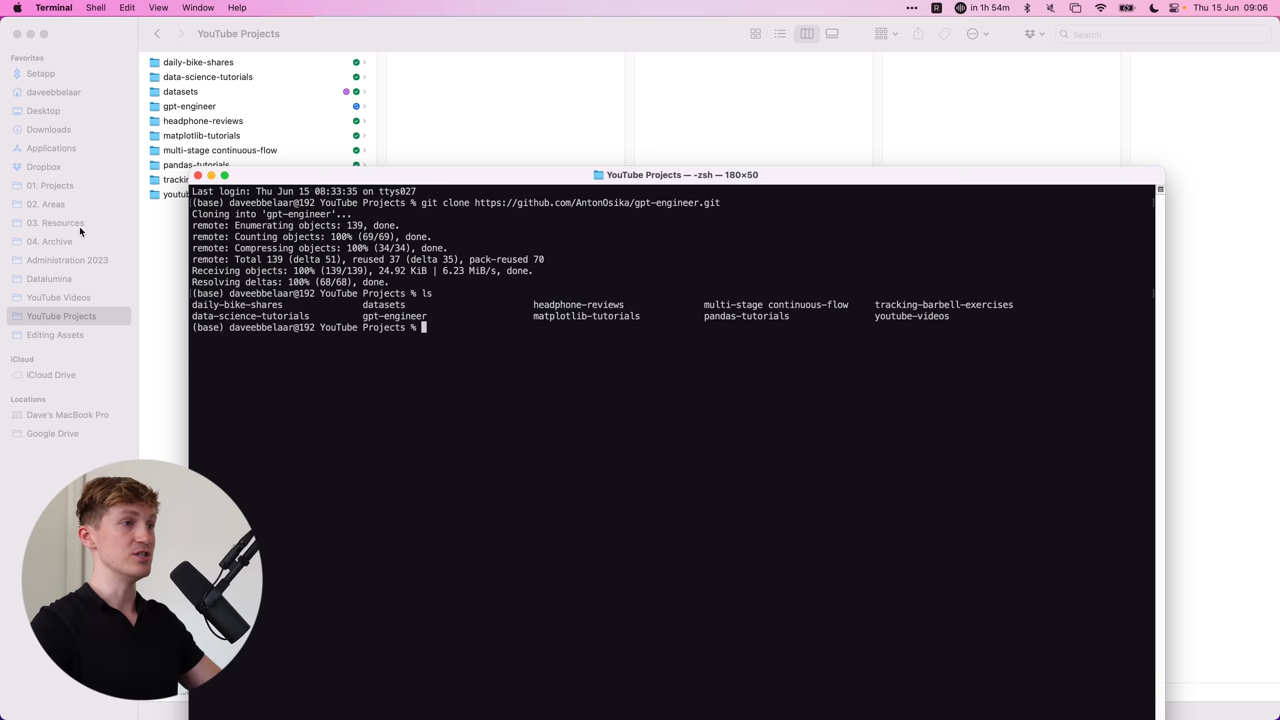 Terminal Shell Edit View Window Help
in 1h 54m Thu 15 Jun 09:06
YouTube Projects
Search
Favorites
Setapp
daveebbelaar
Desktop
Downloads
Applications
Dropbox
01. Projects
02. Areas
03. Resources
04. Archive
Administration 2023
Datalumina
YouTube Videos
YouTube Projects
Editing Assets
iCloud
iCloud Drive
Locations
Dave's MacBook Pro
Google Drive
daily-bike-shares
data-science-tutorials
datasets
gpt-engineer
headphone-reviews
matplotlib-tutorials
multi-stage continuous-flow
pandas-tutorials
YouTube Projects — -zsh — 180×50
Last login: Thu Jun 15 08:33:35 on ttys027
(base) daveebbelaar@192 YouTube Projects % git clone https://github.com/AntonOsika/gpt-engineer.git
Cloning into 'gpt-engineer'...
remote: Enumerating objects: 139, done.
remote: Counting objects: 100% (69/69), done.
remote: Compressing objects: 100% (34/34), done.
remote: Total 139 (delta 51), reused 37 (delta 35), pack-reused 70
Receiving objects: 100% (139/139), 24.92 KiB | 6.23 MiB/s, done.
Resolving deltas: 100% (68/68), done.
(base) daveebbelaar@192 YouTube Projects % ls
daily-bike-shares datasets headphone-reviews multi-stage continuous-flow tracking-barbell-exercises
data-science-tutorials gpt-engineer matplotlib-tutorials pandas-tutorials youtube-videos
(base) daveebbelaar@192 YouTube Projects %